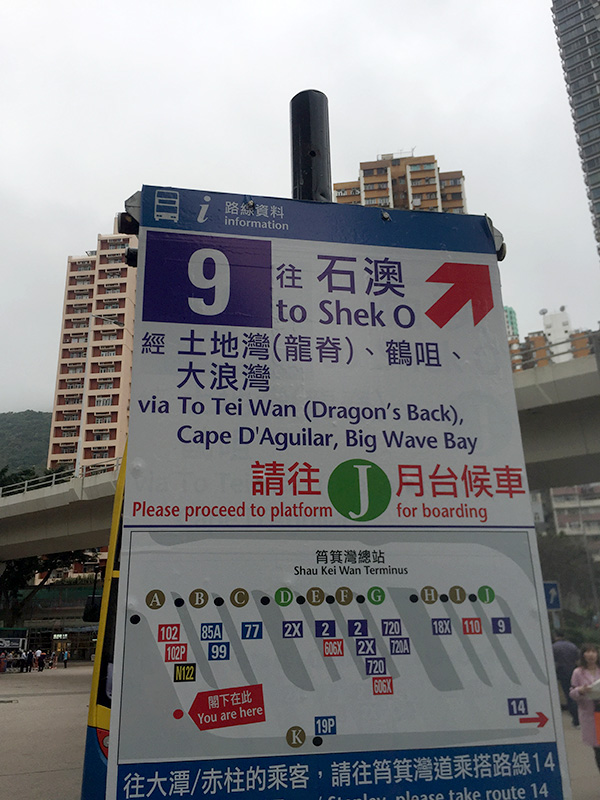 i 路線資料
information
9 往 石澳
to Shek O
經 土地灣(龍脊)、鶴咀、
大浪灣
via To Tei Wan (Dragon's Back),
Cape D'Aguilar, Big Wave Bay
請往 J 月台候車
Please proceed to platform for boarding
筲箕灣總站
Shau Kei Wan Terminus
A B C D E F G H I J
102 85A 77 2X 2 2 720 18X 110 9
102P 99 606X 2X 720A
N122 720
606X
閣下在此
You are here
K 19P
14
往大潭/赤柱的乘客，請往筲箕灣道乘搭路線14
/ Stanley, please take route 14